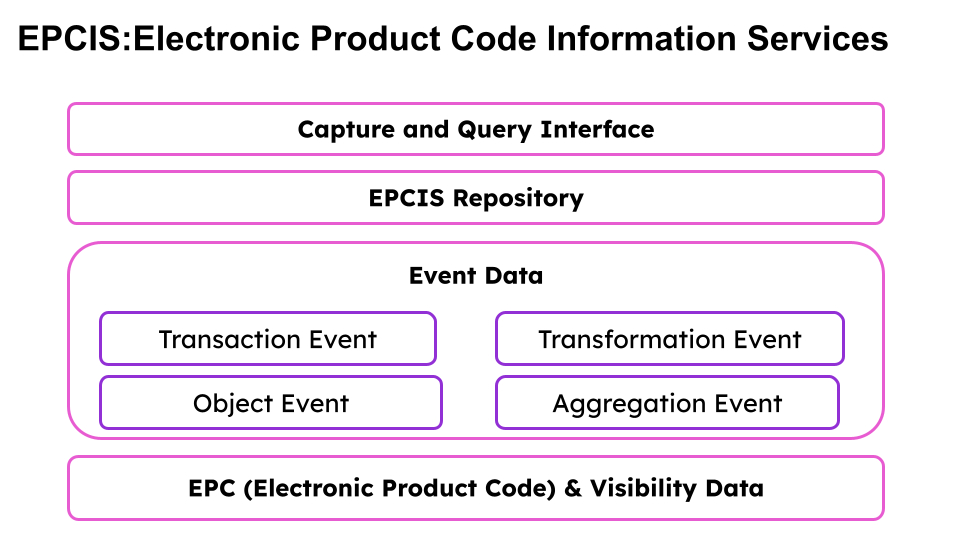 EPCIS:Electronic Product Code Information Services
Capture and Query Interface
EPCIS Repository
Event Data
Transaction Event
Transformation Event
Object Event
Aggregation Event
EPC (Electronic Product Code) & Visibility Data